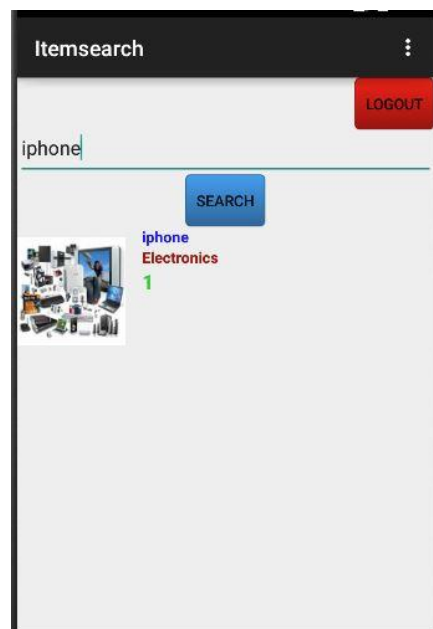 Itemsearch
LOGOUT
iphone
SEARCH
iphone
Electronics
1